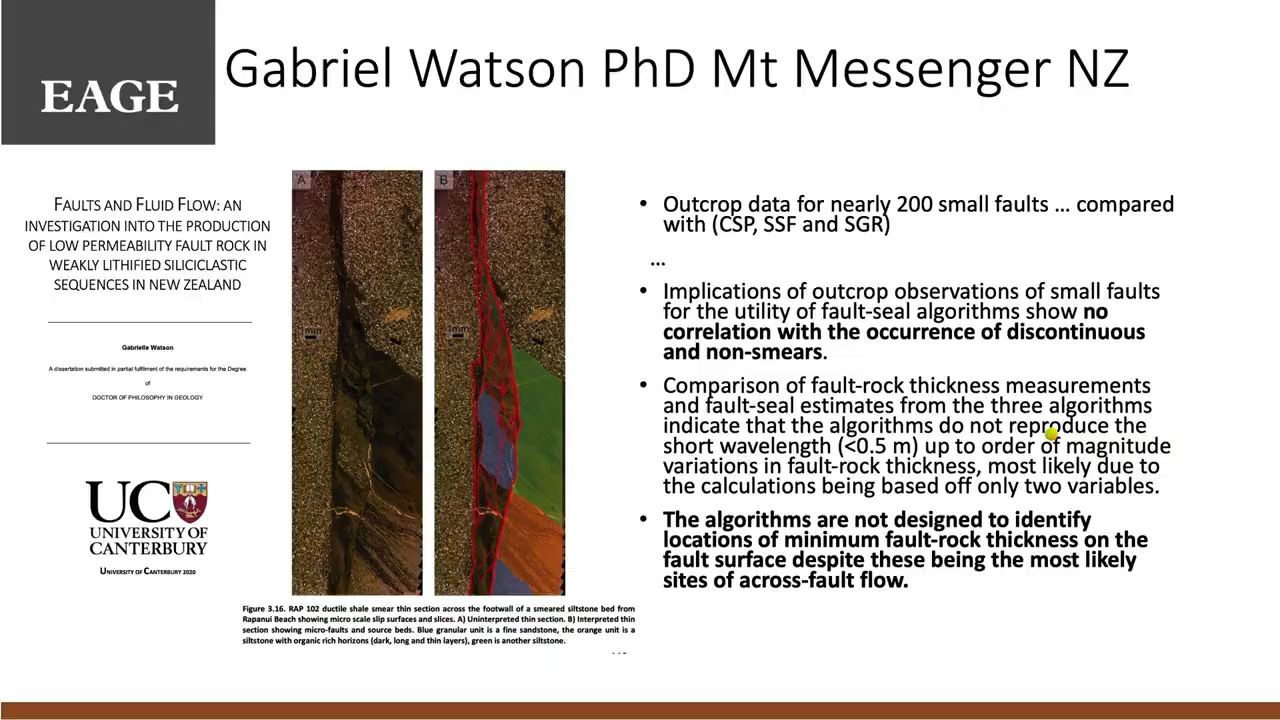 EAGE
Gabriel Watson PhD Mt Messenger NZ
FAULTS AND FLUID FLOW: AN
INVESTIGATION INTO THE PRODUCTION
OF LOW PERMEABILITY FAULT ROCK IN
WEAKLY LITHIFIED SILICICLASTIC
SEQUENCES IN NEW ZEALAND
Gabrielle Watson
A dissertation submitted in partial fulfilment of the requirements for the Degree
of
DOCTOR OF PHILOSOPHY IN GEOLOGY
UC
UNIVERSITY OF
CANTERBURY
UNIVERSITY OF CANTERBURY 2020
A
1mm
B
1mm
Figure 3.16. RAP 102 ductile shale smear thin section across the footwall of a smeared siltstone bed from
Rapanui Beach showing micro scale slip surfaces and slices. A) Uninterpreted thin section. B) Interpreted thin
section showing micro-faults and source beds. Blue granular unit is a fine sandstone, the orange unit is a
siltstone with organic rich horizons (dark, long and thin layers), green is another siltstone.
• Outcrop data for nearly 200 small faults ... compared
with (CSP, SSF and SGR)
...
• Implications of outcrop observations of small faults
for the utility of fault-seal algorithms show no
correlation with the occurrence of discontinuous
and non-smears.
• Comparison of fault-rock thickness measurements
and fault-seal estimates from the three algorithms
indicate that the algorithms do not reproduce the
short wavelength (<0.5 m) up to order of magnitude
variations in fault-rock thickness, most likely due to
the calculations being based off only two variables.
• The algorithms are not designed to identify
locations of minimum fault-rock thickness on the
fault surface despite these being the most likely
sites of across-fault flow.